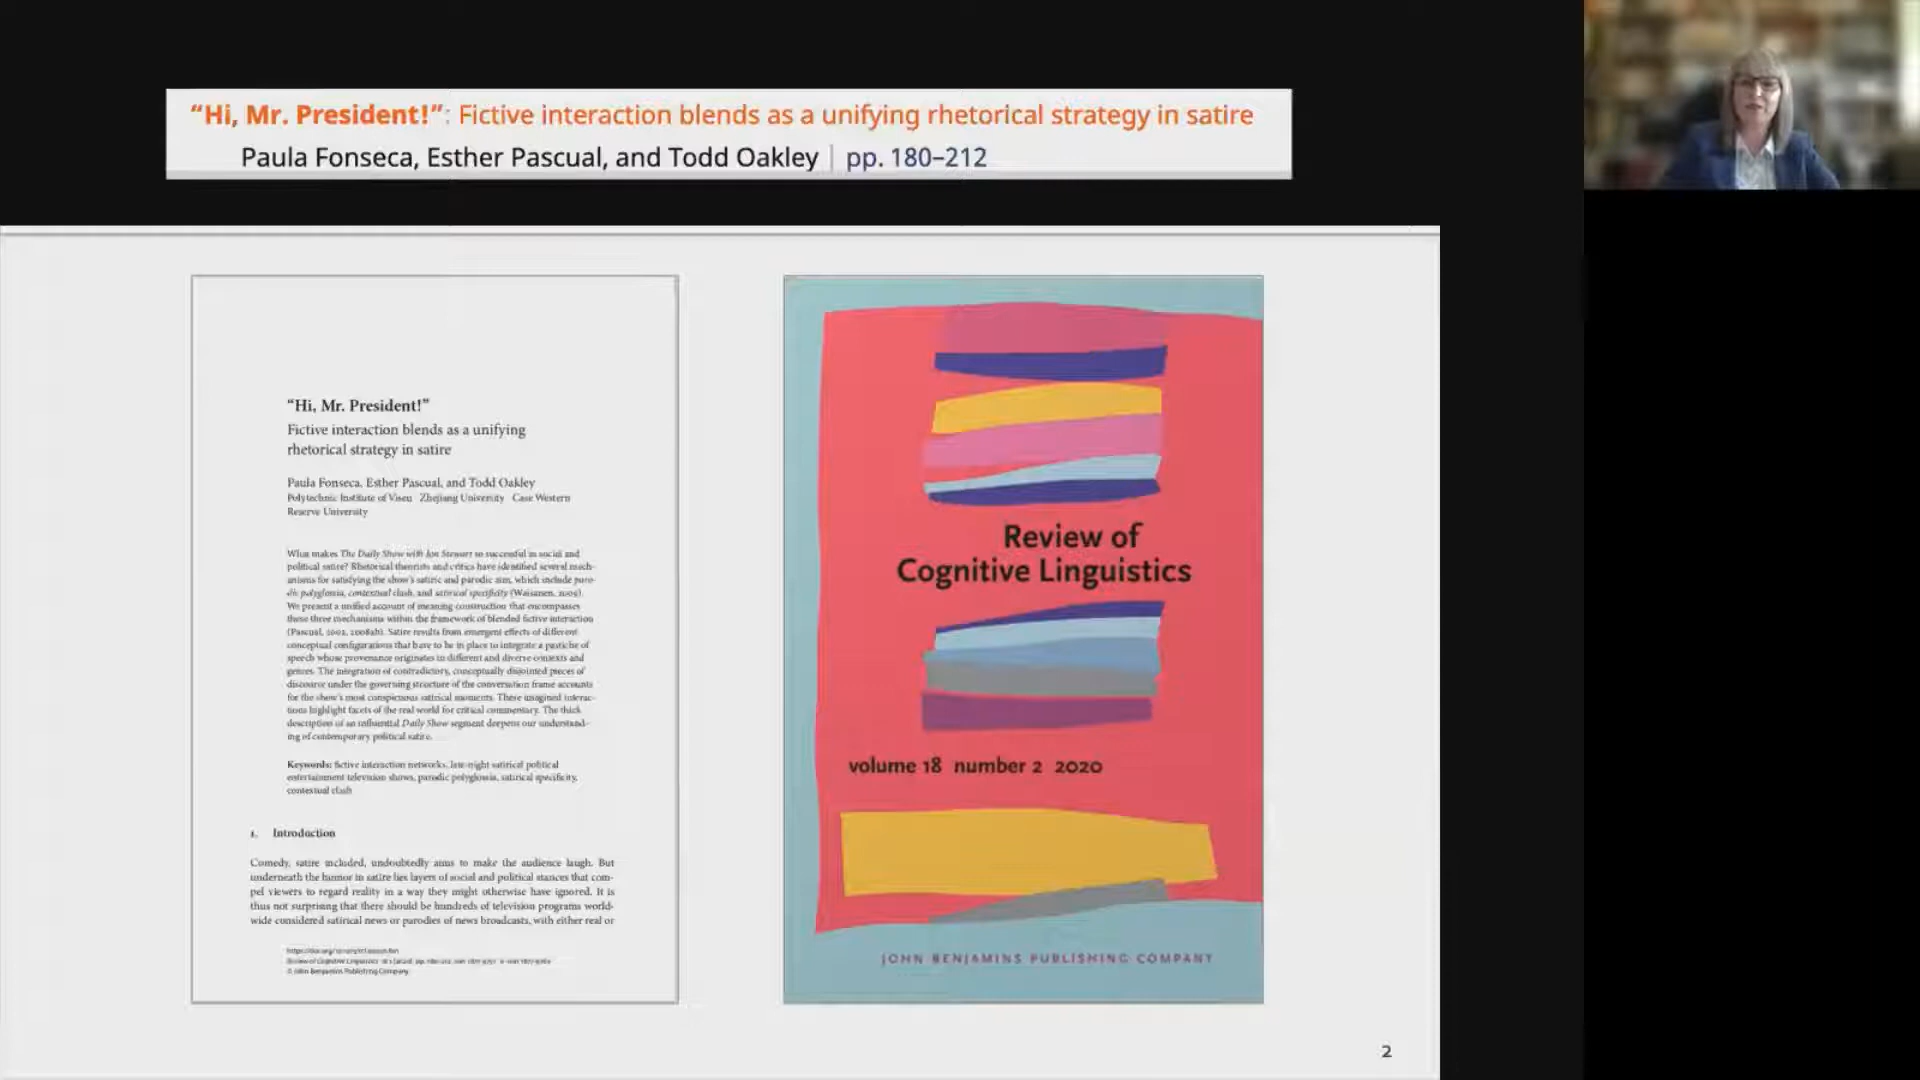 “Hi, Mr. President!”: Fictive interaction blends as a unifying rhetorical strategy in satire
Paula Fonseca, Esther Pascual, and Todd Oakley | pp. 180–212
“Hi, Mr. President!”
Fictive interaction blends as a unifying
rhetorical strategy in satire
Paula Fonseca, Esther Pascual, and Todd Oakley
Polytechnic Institute of Viseu Zhejiang University Case Western
Reserve University
What makes The Daily Show with Jon Stewart so successful in social and
political satire? Rhetorical theorists and critics have identified several mech-
anisms for satisfying the show’s satiric and parodic aim, which include paro-
dic polyglossia, contextual clash, and satirical specificity (Waisanen, 2009).
We present a unified account of meaning construction that encompasses
these three mechanisms within the framework of blended fictive interaction
(Pascual, 2002, 2008ab). Satire results from emergent effects of different
conceptual configurations that have to be in place to integrate a pastiche of
speech whose provenance originates in different and diverse contexts and
genres. The integration of contradictory, conceptually disjointed pieces of
discourse under the governing structure of the conversation frame accounts
for the show’s most conspicuous satirical moments. These imagined interac-
tions highlight facets of the real world for critical commentary. The thick
description of an influential Daily Show segment deepens our understand-
ing of contemporary political satire.
Keywords: fictive interaction networks, late-night satirical political
entertainment television shows, parodic polyglossia, satirical specificity,
contextual clash
1. Introduction
Comedy, satire included, undoubtedly aims to make the audience laugh. But
underneath the humor in satire lies layers of social and political stances that com-
pel viewers to regard reality in a way they might otherwise have ignored. It is
thus not surprising that there should be hundreds of television programs world-
wide considered satirical news or parodies of news broadcasts, with either real or
Review of Cognitive Linguistics
© John Benjamins Publishing Company
Review of
Cognitive Linguistics
volume 18 number 2 2020
JOHN BENJAMINS PUBLISHING COMPANY
2